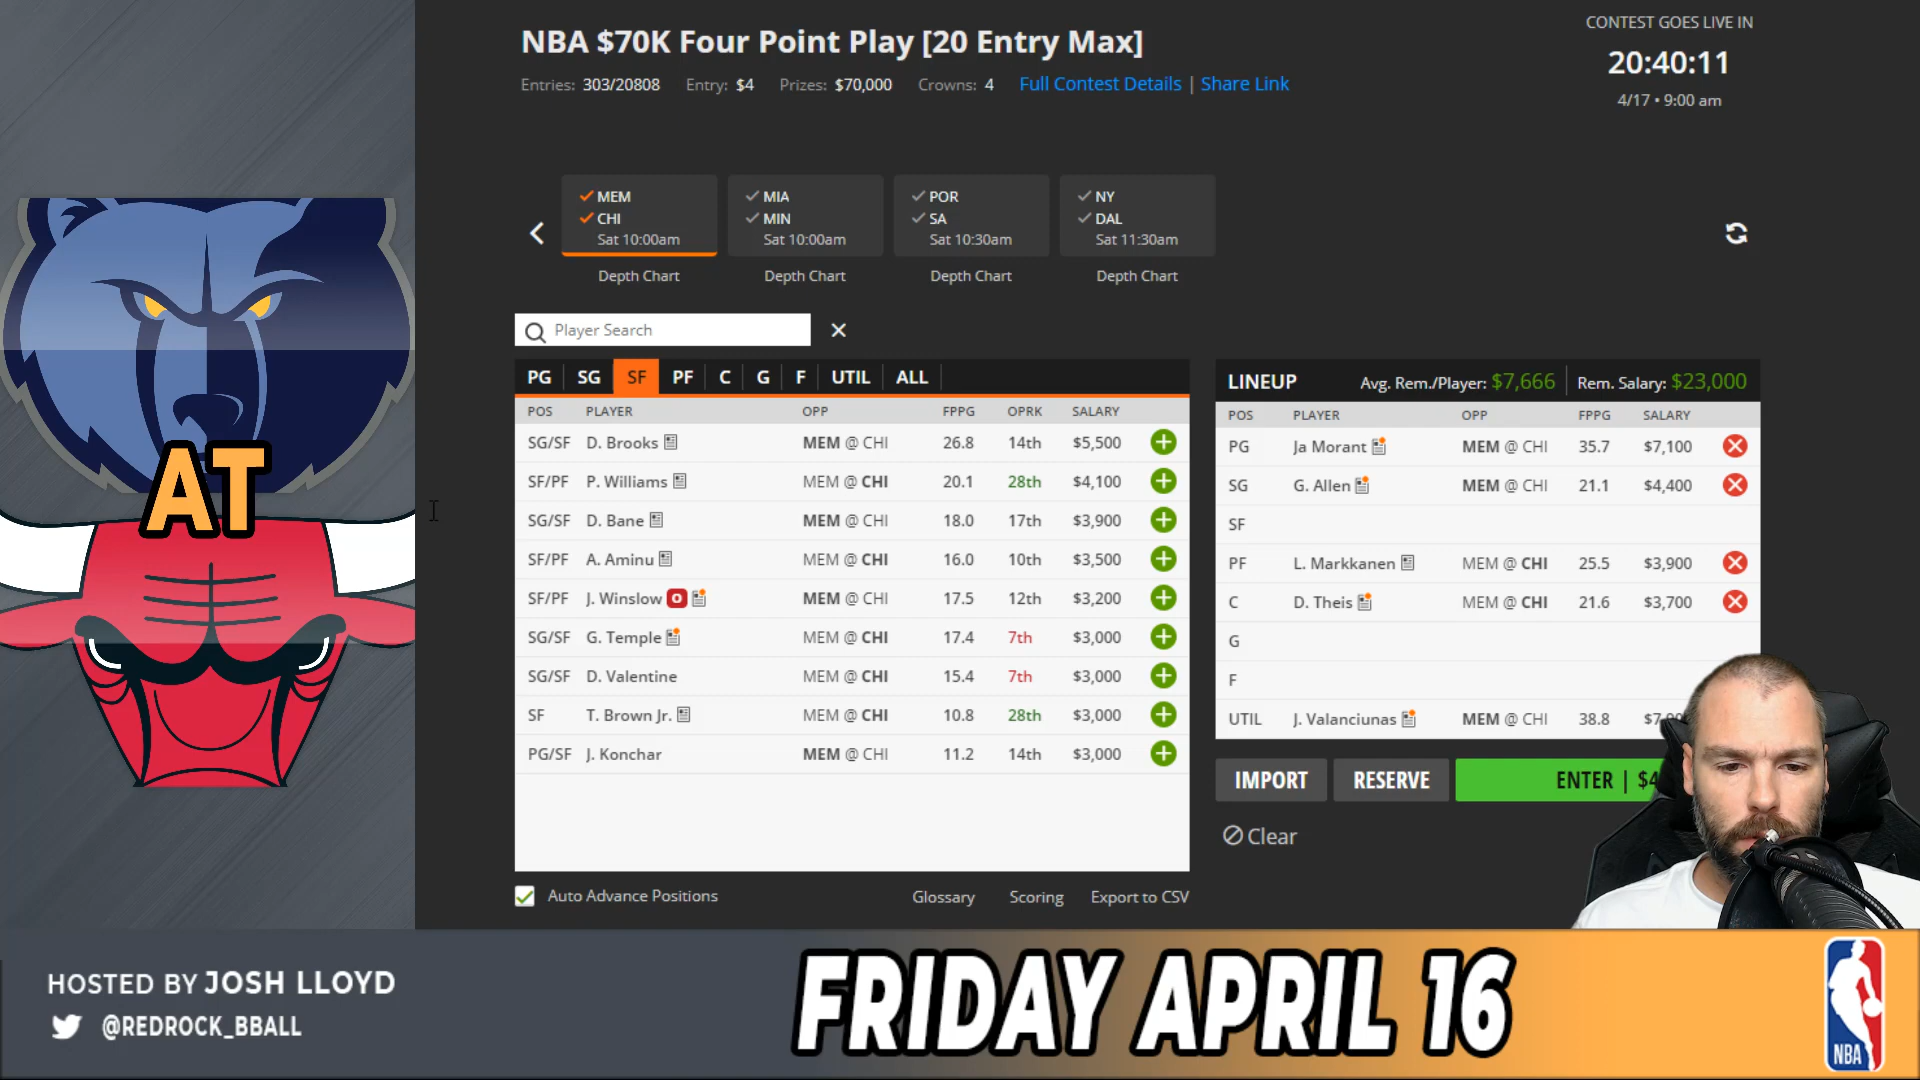 NBA $70K Four Point Play [20 Entry Max]
Entries: 303/20808 Entry: $4 Prizes: $70,000 Crowns: 4 Full Contest Details | Share Link
CONTEST GOES LIVE IN
20:40:11
4/17 • 9:00 am
MEM
CHI
Sat 10:00am
Depth Chart
MIA
MIN
Sat 10:00am
Depth Chart
POR
SA
Sat 10:30am
Depth Chart
NY
DAL
Sat 11:30am
Depth Chart
Player Search
PG SG SF PF C G F UTIL ALL
POS PLAYER OPP FPPG OPRK SALARY
SG/SF D. Brooks MEM @ CHI 26.8 14th $5,500
SF/PF P. Williams MEM @ CHI 20.1 28th $4,100
SG/SF D. Bane MEM @ CHI 18.0 17th $3,900
SF/PF A. Aminu MEM @ CHI 16.0 10th $3,500
SF/PF J. Winslow O MEM @ CHI 17.5 12th $3,200
SG/SF G. Temple MEM @ CHI 17.4 7th $3,000
SG/SF D. Valentine MEM @ CHI 15.4 7th $3,000
SF T. Brown Jr. MEM @ CHI 10.8 28th $3,000
PG/SF J. Konchar MEM @ CHI 11.2 14th $3,000
Auto Advance Positions Glossary Scoring Export to CSV
LINEUP Avg. Rem./Player: $7,666 Rem. Salary: $23,000
POS PLAYER OPP FPPG SALARY
PG Ja Morant MEM @ CHI 35.7 $7,100
SG G. Allen MEM @ CHI 21.1 $4,400
SF
PF L. Markkanen MEM @ CHI 25.5 $3,900
C D. Theis MEM @ CHI 21.6 $3,700
G
F
UTIL J. Valanciunas MEM @ CHI 38.8
IMPORT RESERVE ENTER | $4
Clear
AT
HOSTED BY JOSH LLOYD
@REDROCK_BBALL
FRIDAY APRIL 16
NBA